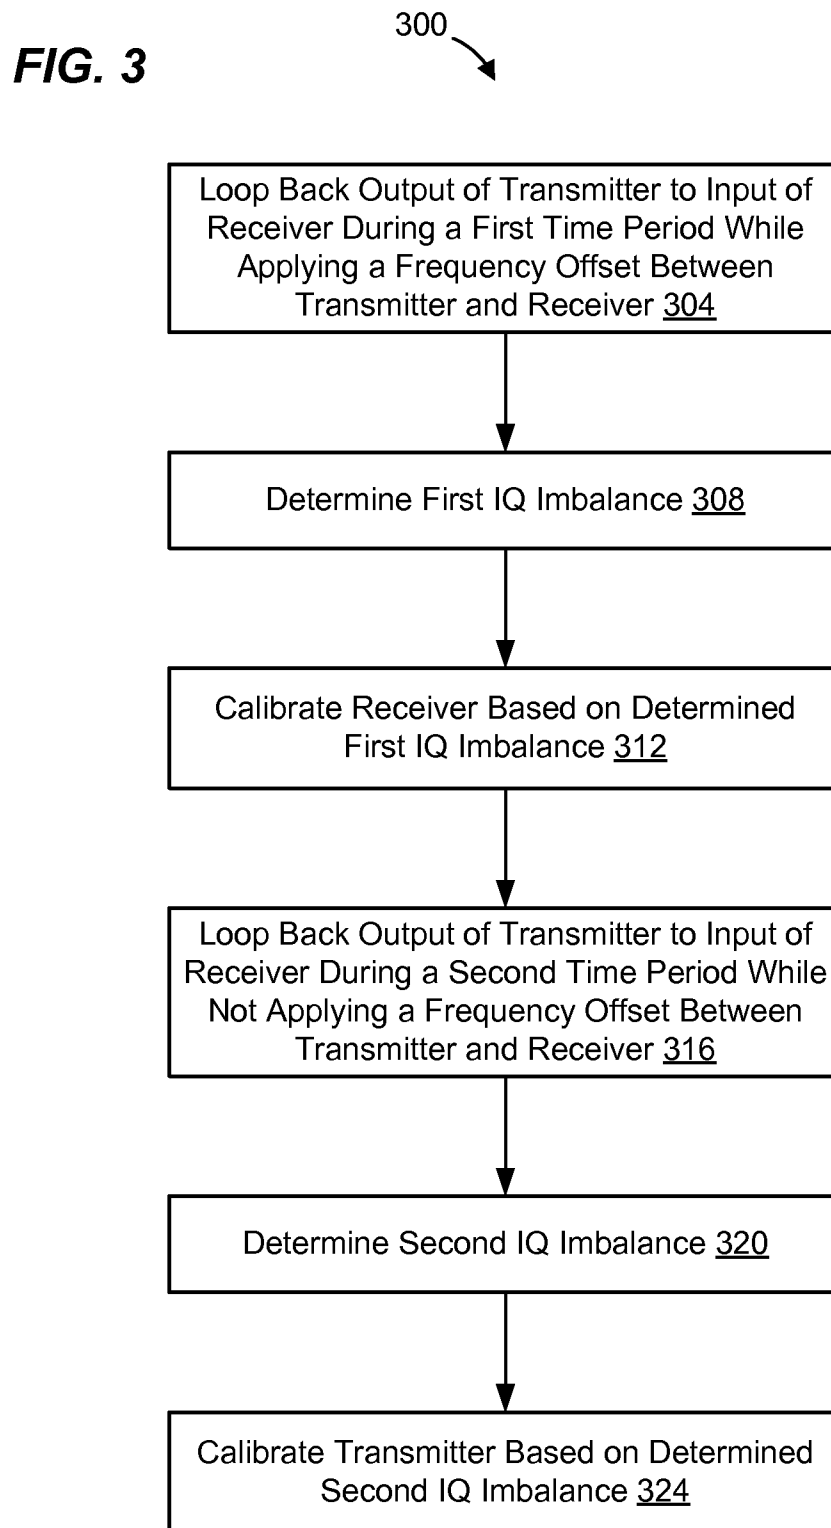 300
FIG. 3
Loop Back Output of Transmitter to Input of
Receiver During a First Time Period While
Applying a Frequency Offset Between
Transmitter and Receiver 304
Determine First IQ Imbalance 308
Calibrate Receiver Based on Determined
First IQ Imbalance 312
Loop Back Output of Transmitter to Input of
Receiver During a Second Time Period While
Not Applying a Frequency Offset Between
Transmitter and Receiver 316
Determine Second IQ Imbalance 320
Calibrate Transmitter Based on Determined
Second IQ Imbalance 324